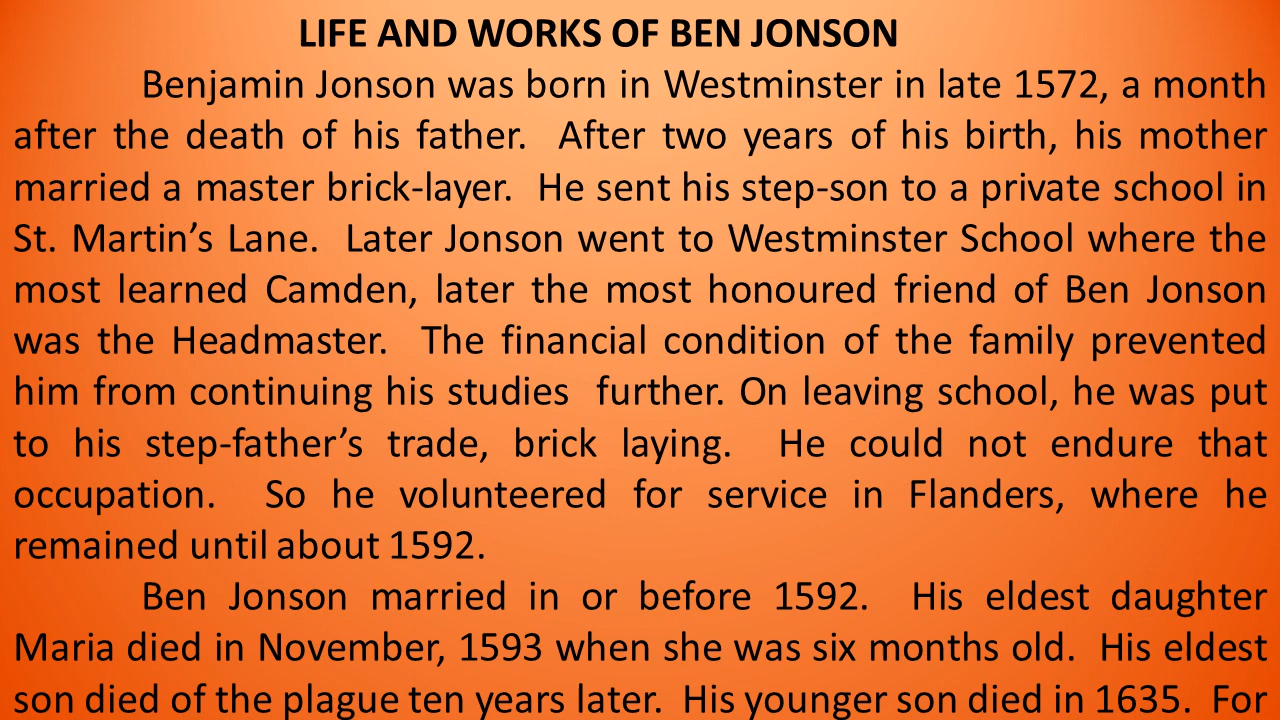 LIFE AND WORKS OF BEN JONSON
Benjamin Jonson was born in Westminster in late 1572, a month
after the death of his father.  After two years of his birth, his mother
married a master brick-layer.  He sent his step-son to a private school in
St. Martin’s Lane.  Later Jonson went to Westminster School where the
most learned Camden, later the most honoured friend of Ben Jonson
was the Headmaster.  The financial condition of the family prevented
him from continuing his studies  further. On leaving school, he was put
to his step-father’s trade, brick laying.  He could not endure that
occupation.  So he volunteered for service in Flanders, where he
remained until about 1592.
Ben Jonson married in or before 1592.  His eldest daughter
Maria died in November, 1593 when she was six months old.  His eldest
son died of the plague ten years later.  His younger son died in 1635.  For